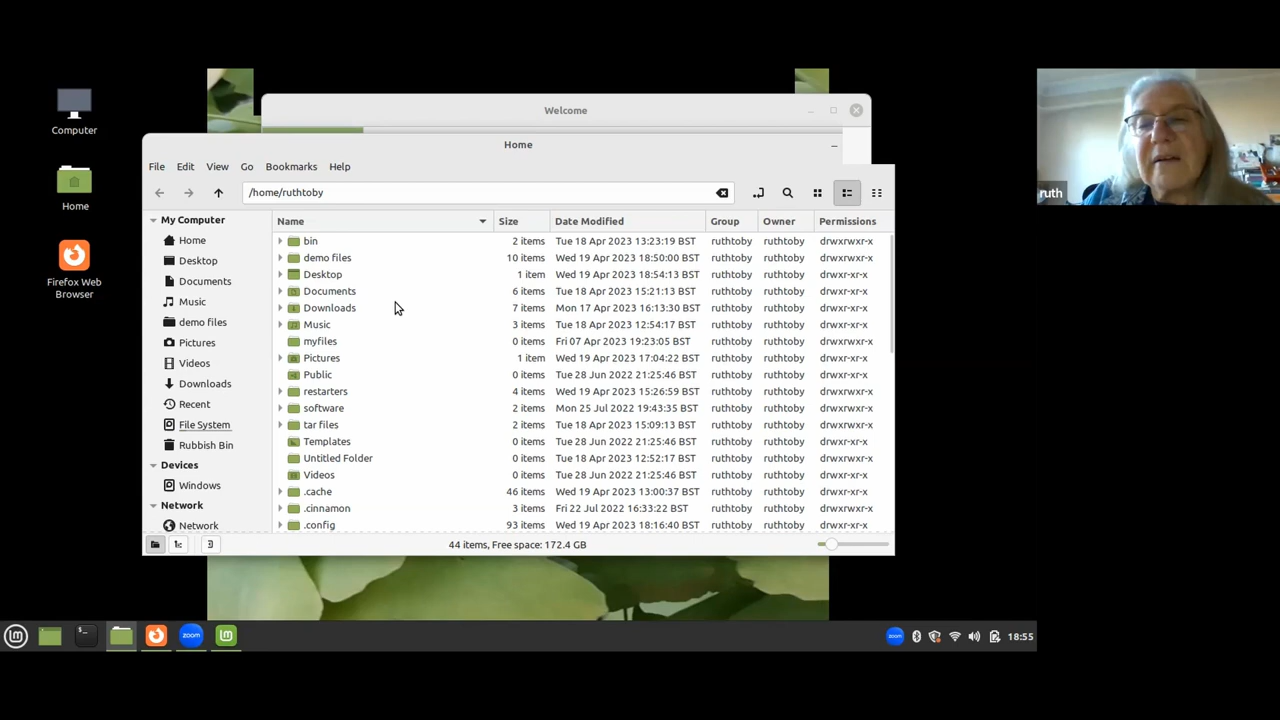 Computer
Home
Firefox Web
Browser
Welcome
Home
File Edit View Go Bookmarks Help
/home/ruthtoby
My Computer
Home
Desktop
Documents
Music
demo files
Pictures
Videos
Downloads
Recent
File System
Rubbish Bin
Devices
Windows
Network
Network
Name Size Date Modified Group Owner Permissions
bin 2 items Tue 18 Apr 2023 13:23:19 BST ruthtoby ruthtoby drwxrwxr-x
demo files 10 items Wed 19 Apr 2023 18:50:00 BST ruthtoby ruthtoby drwxrwxr-x
Desktop 1 item Wed 19 Apr 2023 18:54:13 BST ruthtoby ruthtoby drwxr-xr-x
Documents 6 items Tue 18 Apr 2023 15:21:13 BST ruthtoby ruthtoby drwxr-xr-x
Downloads 7 items Mon 17 Apr 2023 16:13:30 BST ruthtoby ruthtoby drwxr-xr-x
Music 3 items Tue 18 Apr 2023 12:54:17 BST ruthtoby ruthtoby drwxr-xr-x
myfiles 0 items Fri 07 Apr 2023 19:23:05 BST ruthtoby ruthtoby drwxrwxr-x
Pictures 1 item Wed 19 Apr 2023 17:04:22 BST ruthtoby ruthtoby drwxr-xr-x
Public 0 items Tue 28 Jun 2022 21:25:46 BST ruthtoby ruthtoby drwxr-xr-x
restarters 4 items Wed 19 Apr 2023 15:26:59 BST ruthtoby ruthtoby drwxrwxr-x
software 2 items Mon 25 Jul 2022 19:43:35 BST ruthtoby ruthtoby drwxrwxr-x
tar files 2 items Tue 18 Apr 2023 15:09:13 BST ruthtoby ruthtoby drwxrwxr-x
Templates 0 items Tue 28 Jun 2022 21:25:46 BST ruthtoby ruthtoby drwxr-xr-x
Untitled Folder 0 items Tue 18 Apr 2023 12:52:17 BST ruthtoby ruthtoby drwxrwxr-x
Videos 0 items Tue 28 Jun 2022 21:25:46 BST ruthtoby ruthtoby drwxr-xr-x
.cache 46 items Wed 19 Apr 2023 13:00:37 BST ruthtoby ruthtoby drwxr-xr-x
.cinnamon 3 items Fri 22 Jul 2022 16:33:22 BST ruthtoby ruthtoby drwxrwxr-x
.config 93 items Wed 19 Apr 2023 18:16:40 BST ruthtoby ruthtoby drwxr-xr-x
44 items, Free space: 172.4 GB
zoom
zoom
18:55
ruth